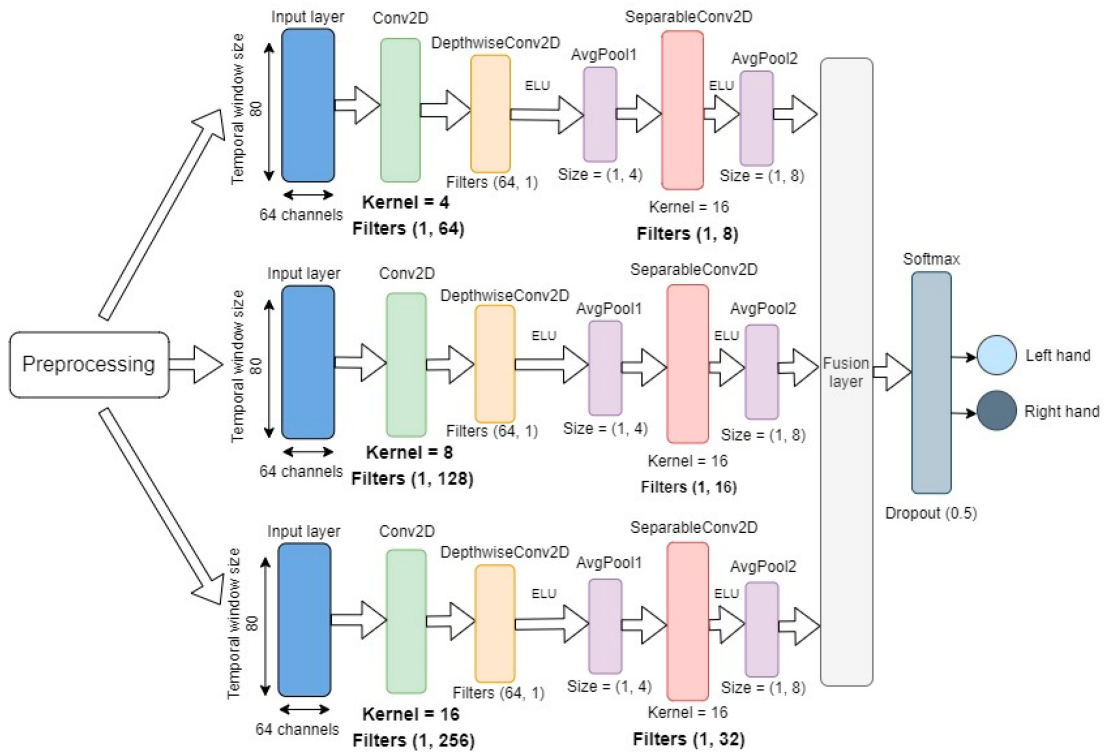 Preprocessing
Input layer
Conv2D
DepthwiseConv2D
ELU
AvgPool1
SeparableConv2D
ELU
AvgPool2
Temporal window size
80
64 channels
Kernel = 4
Filters (1, 64)
Filters (64, 1)
Size = (1, 4)
Kernel = 16
Filters (1, 8)
Size = (1, 8)
Input layer
Conv2D
DepthwiseConv2D
ELU
AvgPool1
SeparableConv2D
ELU
AvgPool2
Temporal window size
80
64 channels
Kernel = 8
Filters (1, 128)
Filters (64, 1)
Size = (1, 4)
Kernel = 16
Filters (1, 16)
Size = (1, 8)
Input layer
Conv2D
DepthwiseConv2D
ELU
AvgPool1
SeparableConv2D
ELU
AvgPool2
Temporal window size
80
64 channels
Kernel = 16
Filters (1, 256)
Filters (64, 1)
Size = (1, 4)
Kernel = 16
Filters (1, 32)
Size = (1, 8)
Fusion
layer
Softmax
Dropout (0.5)
Left hand
Right hand